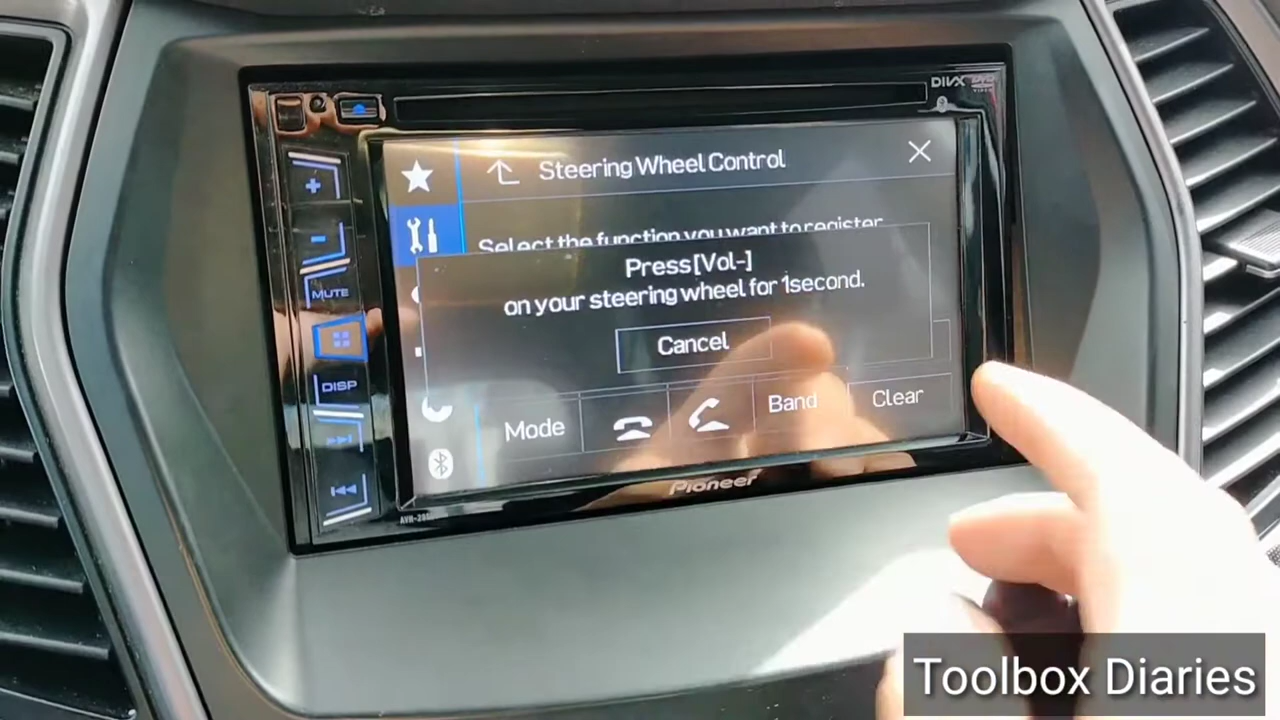 DIVX
Steering Wheel Control
Select the function you want to register
Press[Vol-]
on your steering wheel for 1second.
Cancel
MUTE
DISP
Mode
Band
Clear
Pioneer
Toolbox Diaries